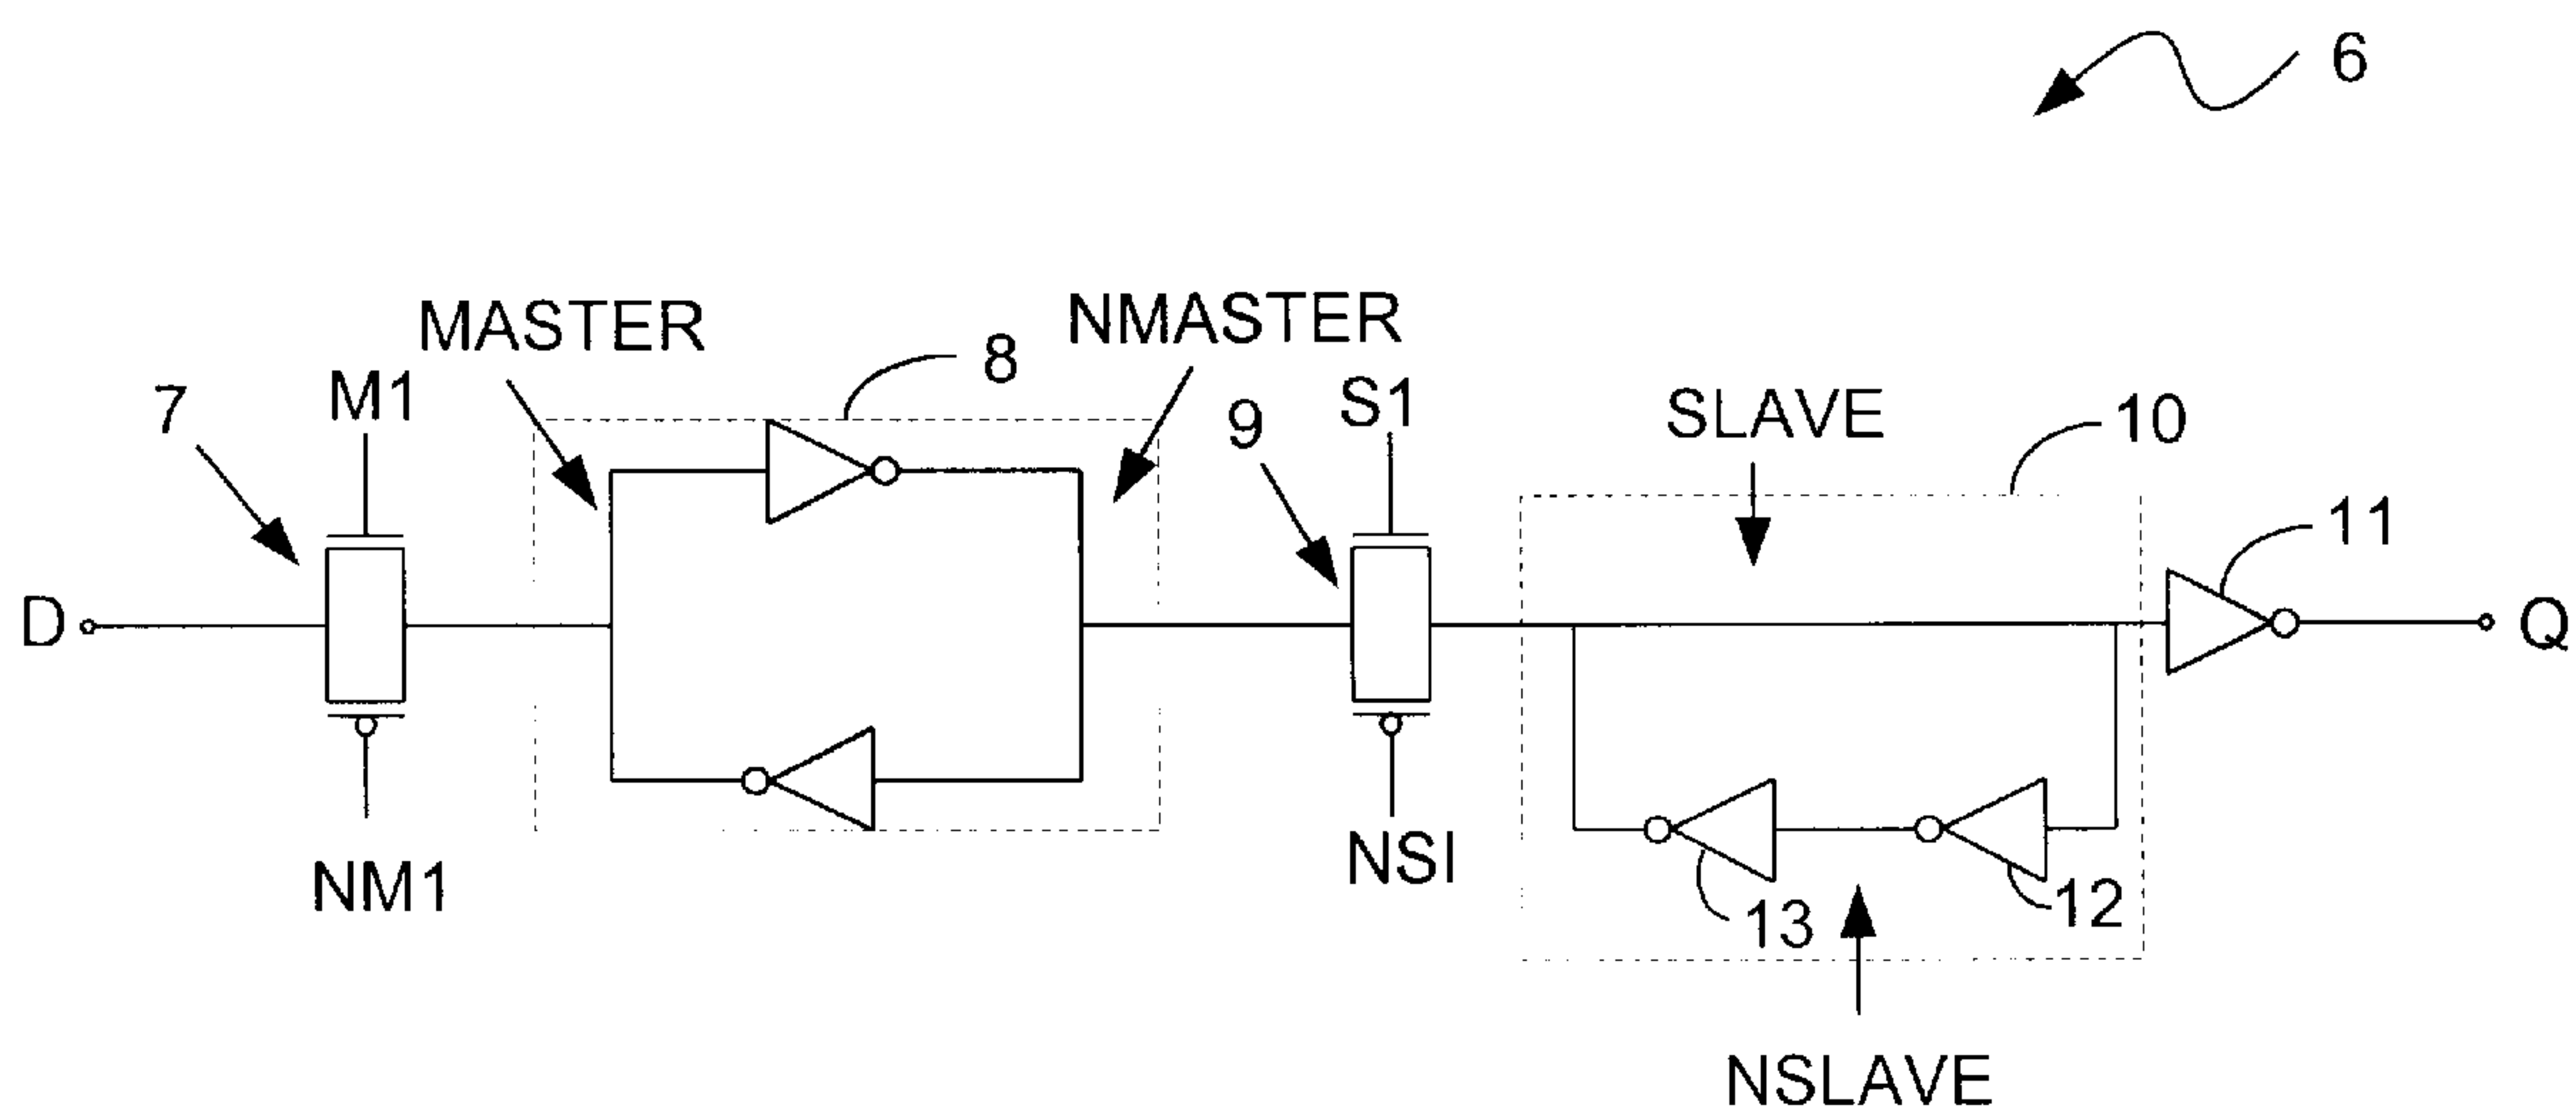 6
MASTER
NMASTER
8
7
M1
9
S1
SLAVE
10
11
D
Q
NM1
NSI
13
12
NSLAVE